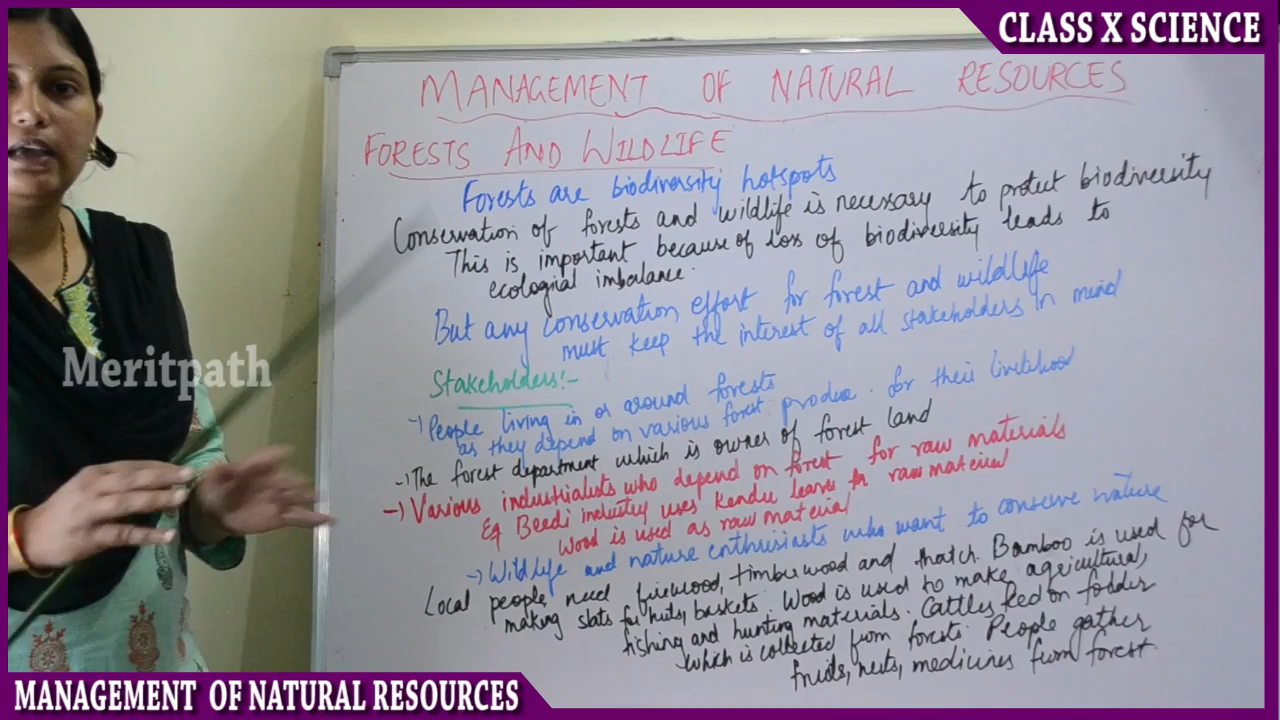 CLASS X SCIENCE
MANAGEMENT OF NATURAL RESOURCES
FORESTS AND WILDLIFE
Forests are biodiversity hotspots
Conservation of forests and wildlife is necessary to protect biodiversity
This is important because of loss of biodiversity leads to
ecological imbalance.
But any conservation effort for forest and wildlife
must keep the interest of all stakeholders in mind
Stakeholders:-
-) People living in or around forests
as they depend on various forest produce. for their livelihood
-) The forest department which is owner of forest land
-) Various industrialists who depend on forest for raw materials
Eg Beedi industry uses Kendu leaves for raw material
Wood is used as raw material
-) Wildlife and nature enthusiasts who want to conserve nature
Local people need firewood, timberwood and thatch. Bamboo is used for
making slats for huts, baskets. Wood is used to make agricultural,
fishing and hunting materials. Cattles feed on fodder
which is collected from forests. People gather
fruits, nuts, medicines from forest.
Meritpath
MANAGEMENT OF NATURAL RESOURCES